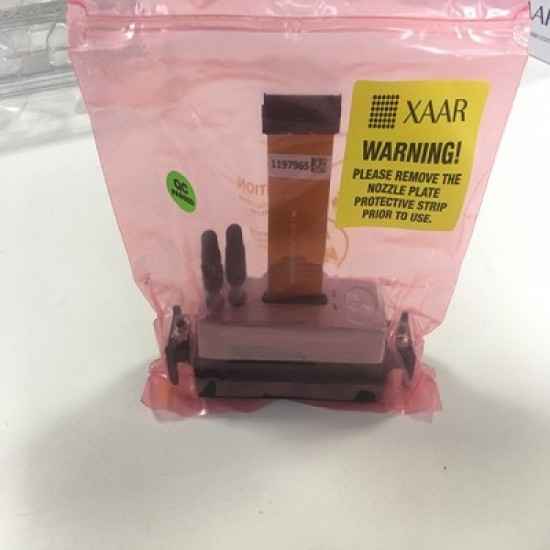 XAAR
WARNING!
PLEASE REMOVE THE
NOZZLE PLATE
PROTECTIVE STRIP
PRIOR TO USE.
1197965
QC